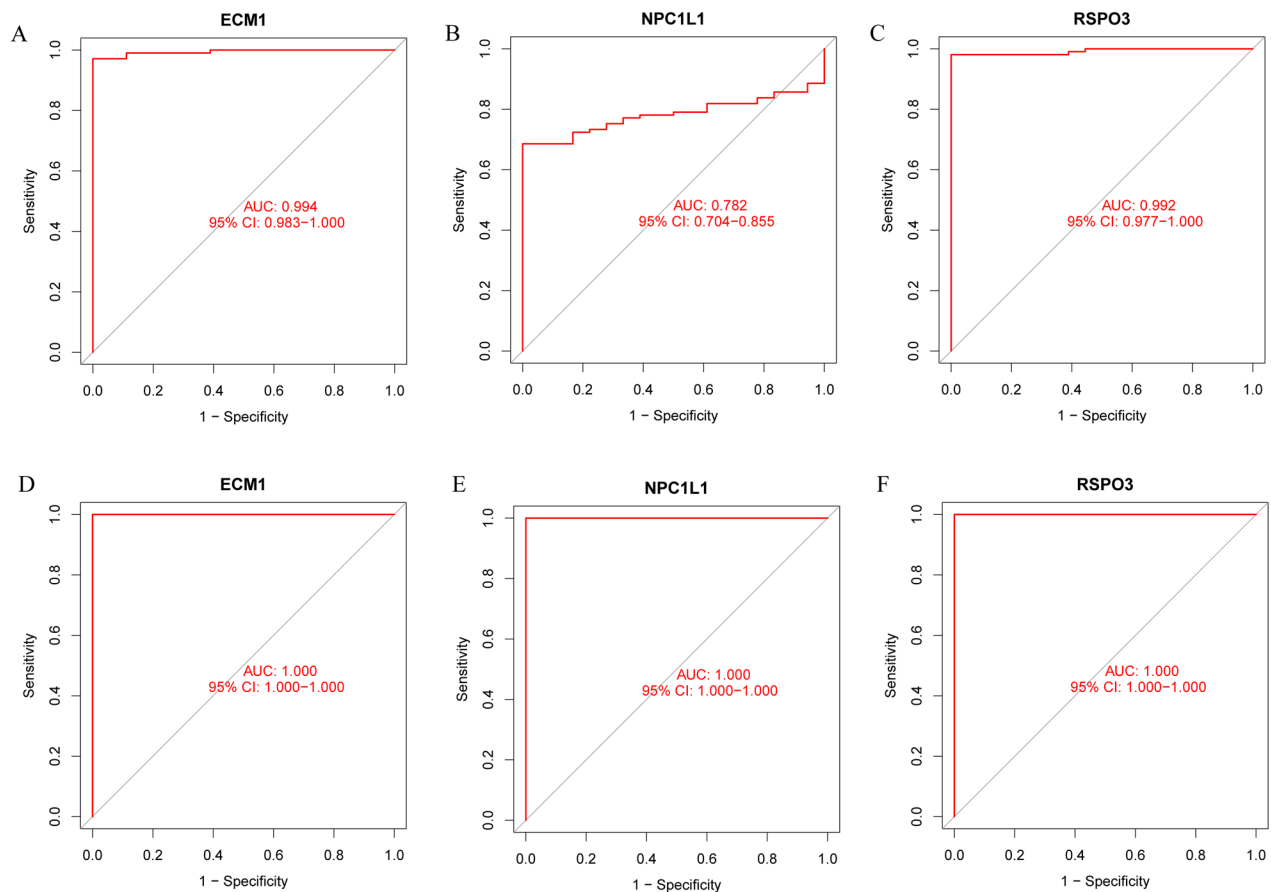 A
ECM1
Sensitivity
0.0 0.2 0.4 0.6 0.8 1.0
AUC: 0.994
95% CI: 0.983−1.000
0.0 0.2 0.4 0.6 0.8 1.0
1 − Specificity
B
NPC1L1
Sensitivity
0.0 0.2 0.4 0.6 0.8 1.0
AUC: 0.782
95% CI: 0.704−0.855
0.0 0.2 0.4 0.6 0.8 1.0
1 − Specificity
C
RSPO3
Sensitivity
0.0 0.2 0.4 0.6 0.8 1.0
AUC: 0.992
95% CI: 0.977−1.000
0.0 0.2 0.4 0.6 0.8 1.0
1 − Specificity
D
ECM1
Sensitivity
0.0 0.2 0.4 0.6 0.8 1.0
AUC: 1.000
95% CI: 1.000−1.000
0.0 0.2 0.4 0.6 0.8 1.0
1 − Specificity
E
NPC1L1
Sensitivity
0.0 0.2 0.4 0.6 0.8 1.0
AUC: 1.000
95% CI: 1.000−1.000
0.0 0.2 0.4 0.6 0.8 1.0
1 − Specificity
F
RSPO3
Sensitivity
0.0 0.2 0.4 0.6 0.8 1.0
AUC: 1.000
95% CI: 1.000−1.000
0.0 0.2 0.4 0.6 0.8 1.0
1 − Specificity